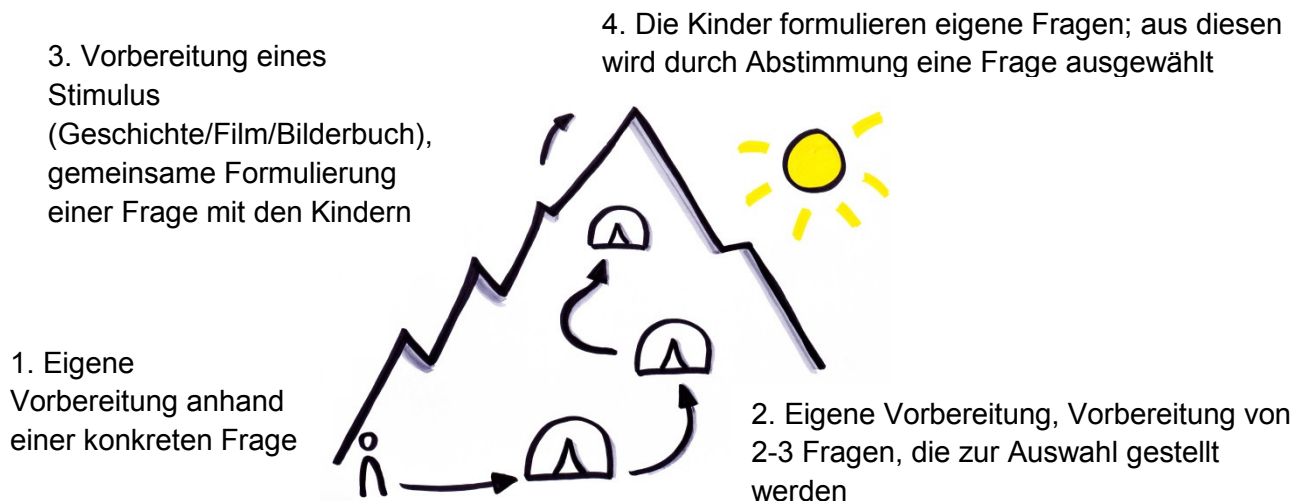 4. Die Kinder formulieren eigene Fragen; aus diesen
wird durch Abstimmung eine Frage ausgewählt
3. Vorbereitung eines
Stimulus
(Geschichte/Film/Bilderbuch),
gemeinsame Formulierung
einer Frage mit den Kindern
1. Eigene
Vorbereitung anhand
einer konkreten Frage
2. Eigene Vorbereitung, Vorbereitung von
2-3 Fragen, die zur Auswahl gestellt
werden